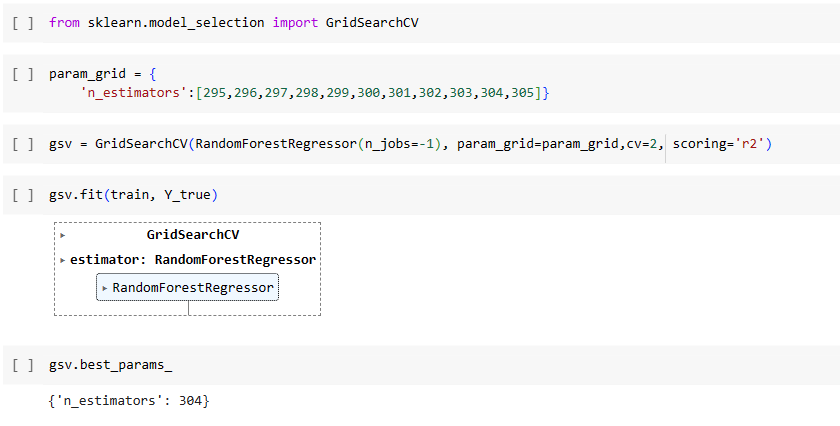 [ ] from sklearn.model_selection import GridSearchCV
[ ] param_grid = {
'n_estimators':[295,296,297,298,299,300,301,302,303,304,305]}
[ ] gsv = GridSearchCV(RandomForestRegressor(n_jobs=-1), param_grid=param_grid,cv=2, scoring='r2')
[ ] gsv.fit(train, Y_true)
▸ GridSearchCV
▸ estimator: RandomForestRegressor
▸ RandomForestRegressor
[ ] gsv.best_params_
{'n_estimators': 304}